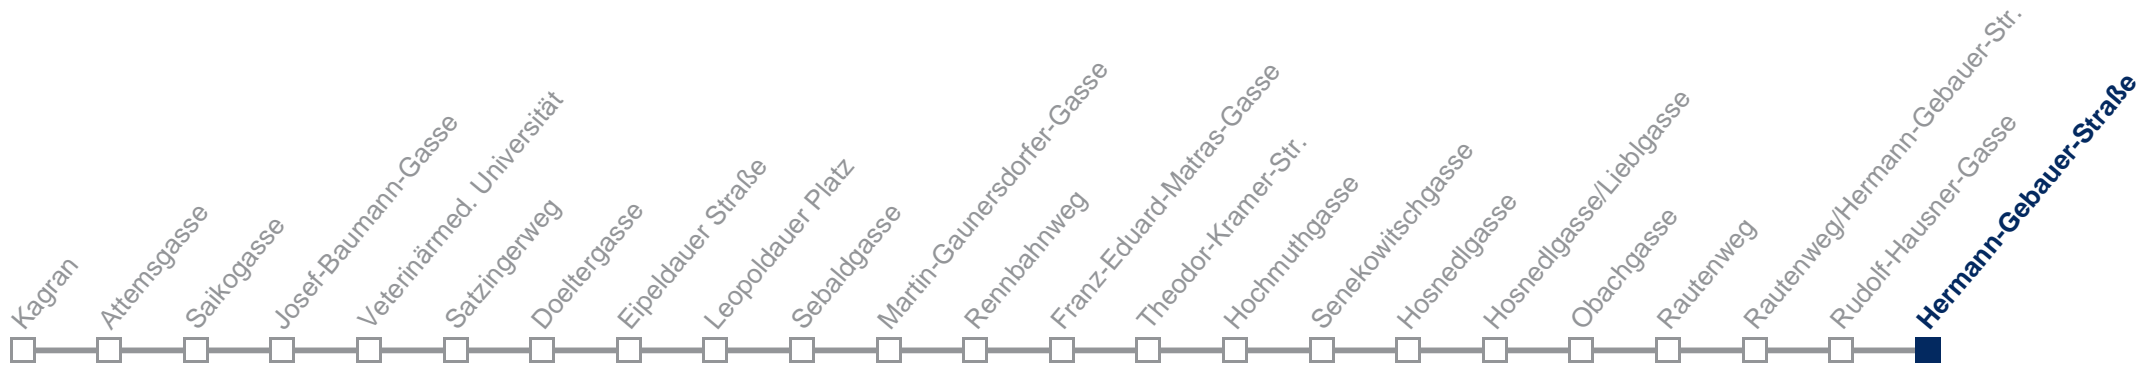 Kagran
Attemsgasse
Saikogasse
Josef-Baumann-Gasse
Veterinärmed. Universität
Satzingerweg
Doeltergasse
Eipeldauer Straße
Leopoldauer Platz
Sebaldgasse
Martin-Gaunersdorfer-Gasse
Rennbahnweg
Franz-Eduard-Matras-Gasse
Theodor-Kramer-Str.
Hochmuthgasse
Senekowitschgasse
Hosnedlgasse
Hosnedlgasse/Lieblgasse
Obachgasse
Rautenweg
Rautenweg/Hermann-Gebauer-Str.
Rudolf-Hausner-Gasse
Hermann-Gebauer-Straße